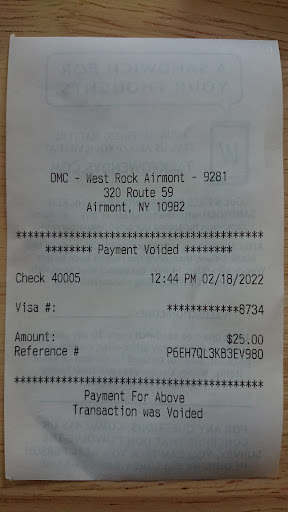 DMC - West Rock Airmont - 9281
320 Route 59
Airmont, NY 10982
******************************************
******** Payment Voided ********
Check 40005 12:44 PM 02/18/2022
Visa #: ************8734
Amount: $25.00
Reference # P6EH7QL3KB3EV980
******************************************
Payment For Above
Transaction was Voided